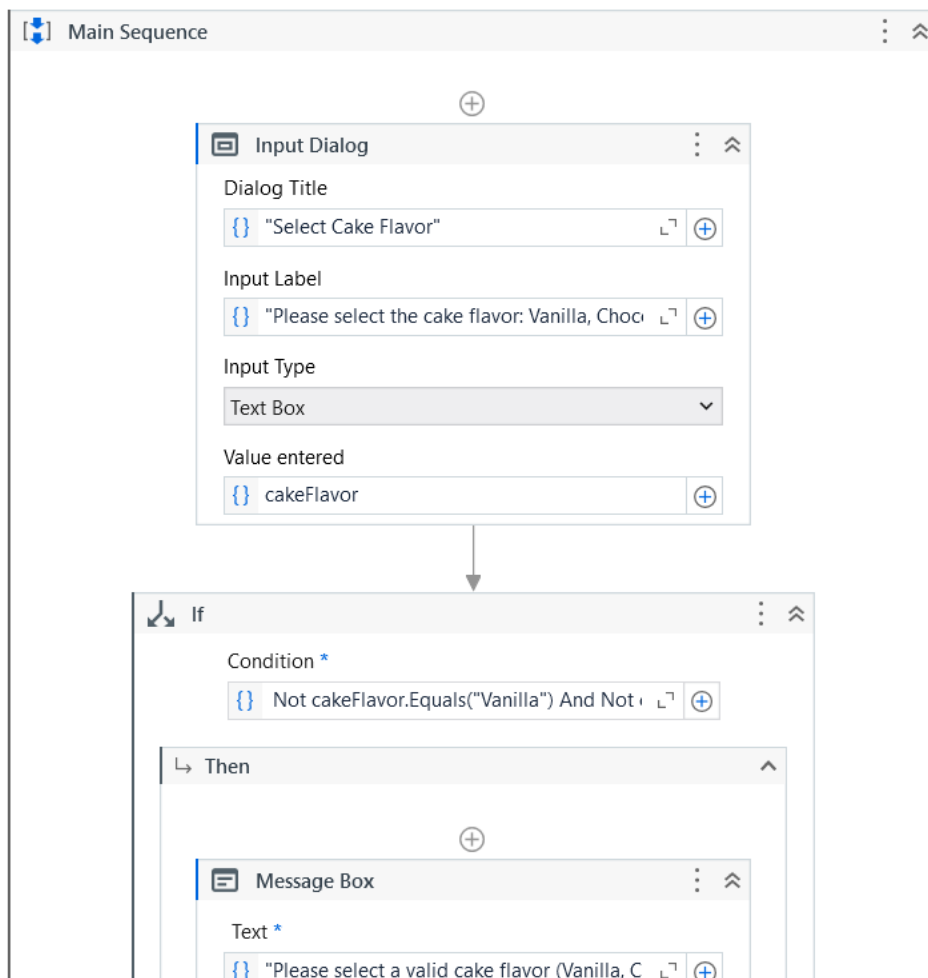 Main Sequence
Input Dialog
Dialog Title
{} "Select Cake Flavor"
Input Label
{} "Please select the cake flavor: Vanilla,
Input Type
Text Box
Value entered
{} cakeFlavor
If
Condition *
{} Not cakeFlavor.Equals("Vanilla") And Not
Then
Message Box
Text *
{} "Please select a valid cake flavor (Vanilla, C